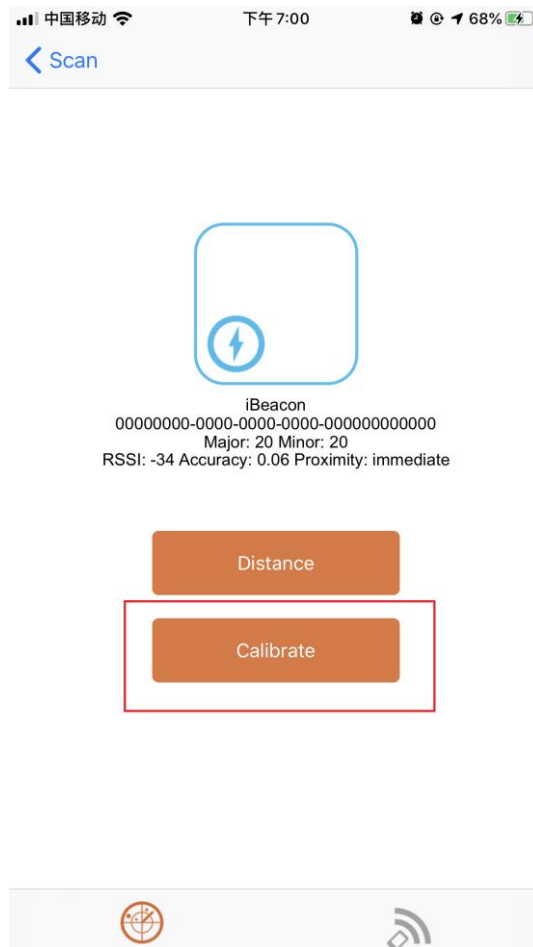 中国移动 下午7:00 68%
Scan
iBeacon
00000000-0000-0000-0000-000000000000
Major: 20 Minor: 20
RSSI: -34 Accuracy: 0.06 Proximity: immediate
Distance
Calibrate